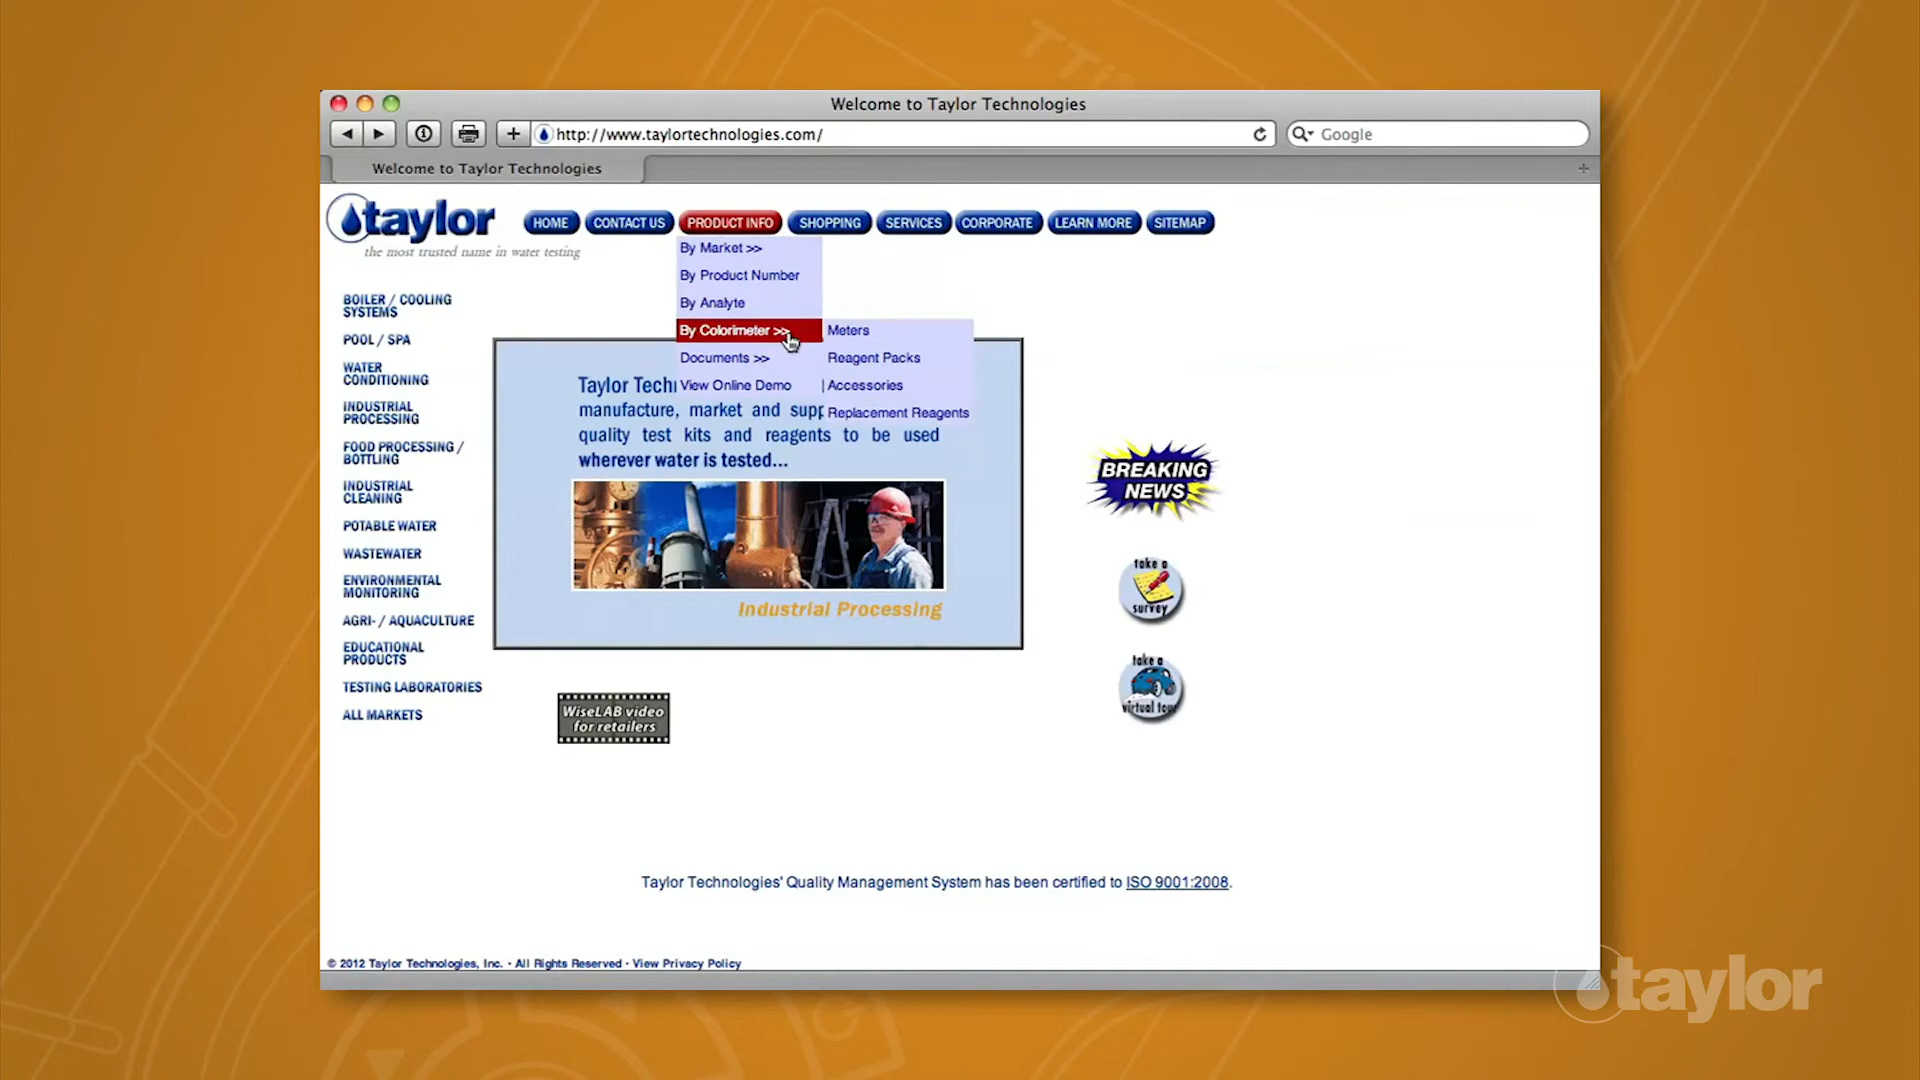 Welcome to Taylor Technologies
http://www.taylortechnologies.com/
Google
Welcome to Taylor Technologies
taylor
the most trusted name in water testing
HOME
CONTACT US
PRODUCT INFO
SHOPPING
SERVICES
CORPORATE
LEARN MORE
SITEMAP
By Market >>
By Product Number
By Analyte
By Colorimeter >>
Documents >>
View Online Demo
Meters
Reagent Packs
Accessories
Replacement Reagents
BOILER / COOLING
SYSTEMS
POOL / SPA
WATER
CONDITIONING
INDUSTRIAL
PROCESSING
FOOD PROCESSING /
BOTTLING
INDUSTRIAL
CLEANING
POTABLE WATER
WASTEWATER
ENVIRONMENTAL
MONITORING
AGRI- / AQUACULTURE
EDUCATIONAL
PRODUCTS
TESTING LABORATORIES
ALL MARKETS
Taylor Tech
manufacture, market and supp
quality test kits and reagents to be used
wherever water is tested...
Industrial Processing
WiseLAB video
for retailers
BREAKING
NEWS
take a
survey
take a
virtual tour
Taylor Technologies' Quality Management System has been certified to ISO 9001:2008.
© 2012 Taylor Technologies, Inc. • All Rights Reserved • View Privacy Policy
taylor